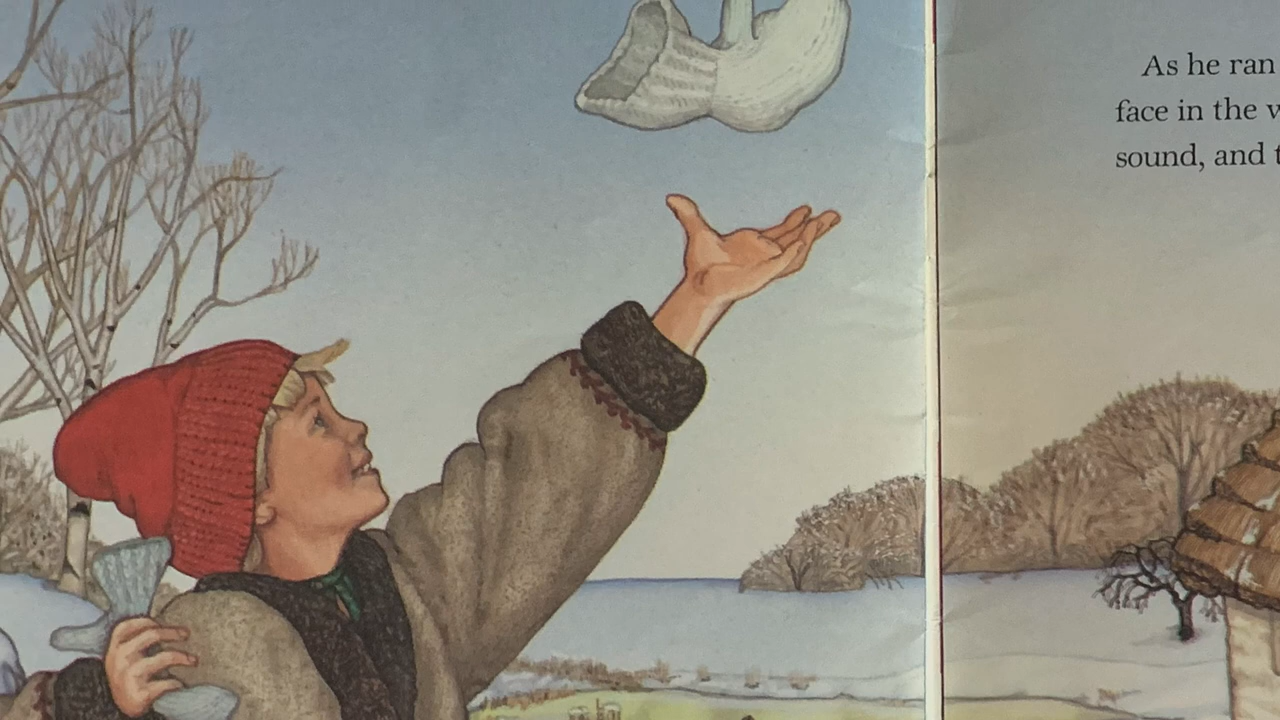 As he ran
face in the
sound, and